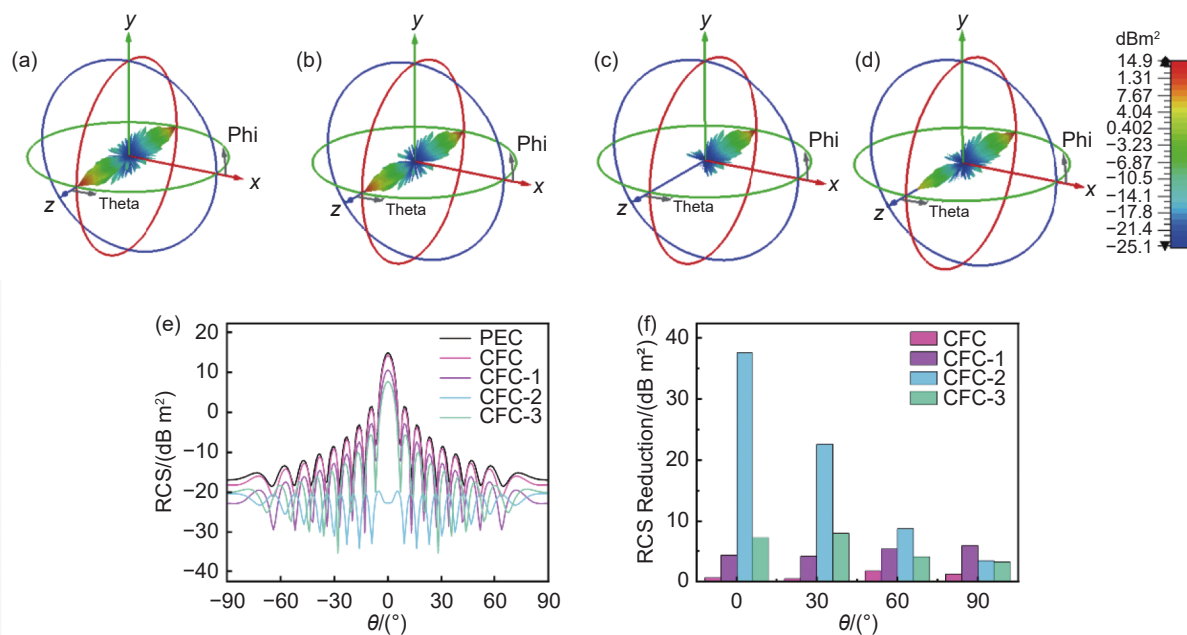 (a)
y
Phi
x
z
Theta
(b)
y
Phi
x
z
Theta
(c)
y
Phi
x
z
Theta
(d)
y
Phi
x
z
Theta
dBm²
14.9
1.31
7.67
4.04
0.402
−3.23
−6.87
−10.5
−14.1
−17.8
−21.4
−25.1
(e)
RCS/(dB m²)
20
10
0
−10
−20
−30
−40
PEC
CFC
CFC-1
CFC-2
CFC-3
−90
−60
−30
0
30
60
90
θ/(°)
(f)
RCS Reduction/(dB m²)
40
30
20
10
0
CFC
CFC-1
CFC-2
CFC-3
0
30
60
90
θ/(°)